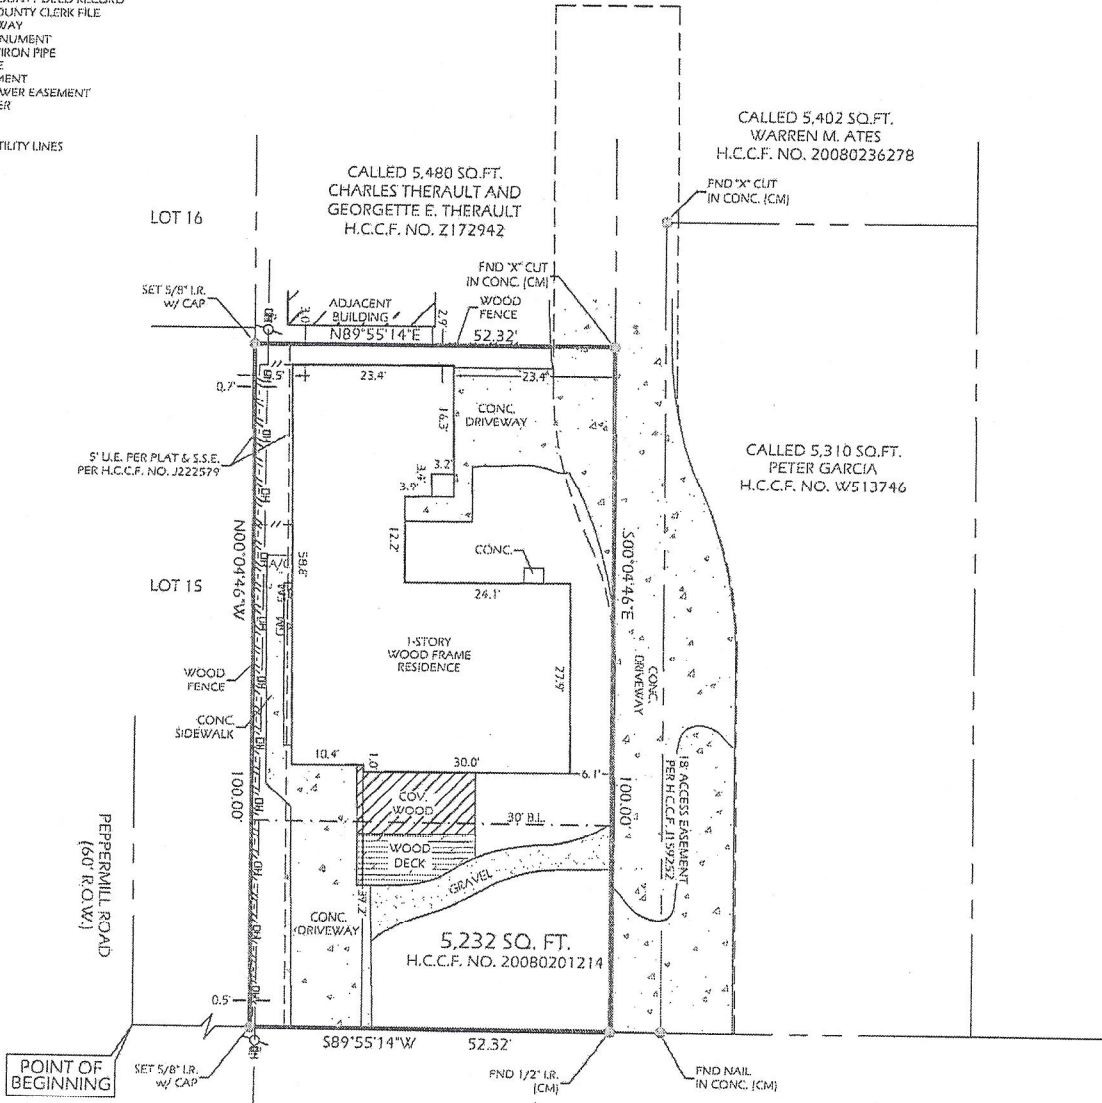 COUNTY CLERK FILE
WAY
IRON PIPE
SEWER EASEMENT
UTILITY LINES
CALLED 5,402 SQ.FT.
WARREN M. ATES
H.C.C.F. NO. 20080236278
CALLED 5,480 SQ.FT.
CHARLES THERAULT AND
GEORGETTE E. THERAULT
H.C.C.F. NO. Z172942
FND "X" CUT
IN CONC. (CM)
LOT 16
FND "X" CUT
IN CONC. (CM)
SET 5/8" I.R.
w/ CAP
ADJACENT
BUILDING
WOOD
FENCE
3.0'
2.9'
N89°55'14"E 52.32'
23.4'
23.4'
0.7'
CONC.
DRIVEWAY
16.3'
5' U.E. PER PLAT & S.S.E.
PER H.C.C.F. NO. J222579
CALLED 5,310 SQ.FT.
PETER GARCIA
H.C.C.F. NO. W513746
3.2'
12.2'
N00°04'46"W
S00°04'46"E
CONC.
A/C
58.8'
LOT 15
24.1'
GM
1-STORY
WOOD FRAME
RESIDENCE
27.9'
WOOD
FENCE
CONC.
DRIVEWAY
CONC.
SIDEWALK
10.4'
1.0'
30.0'
6.1'
100.00'
100.00'
18' ACCESS EASEMENT
PER H.C.C.F. J159252
COV.
WOOD
30' B.L.
WOOD
DECK
GRAVEL
39.2'
PEPPERMILL ROAD
(60' R.O.W.)
CONC.
DRIVEWAY
5,232 SQ. FT.
H.C.C.F. NO. 20080201214
0.5'
S89°55'14"W 52.32'
POINT OF
BEGINNING
SET 5/8" I.R.
w/ CAP
FND 1/2" I.R.
(CM)
FND NAIL
IN CONC. (CM)